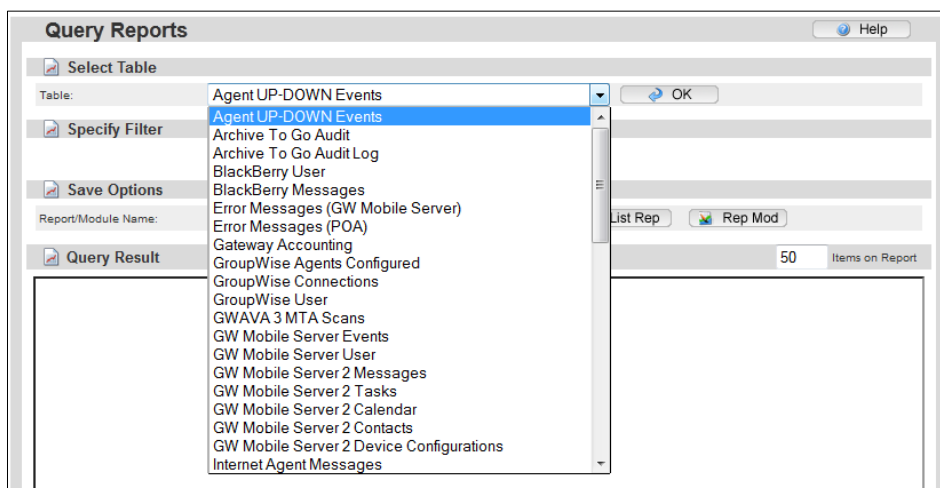 Query Reports
Help
Select Table
Table:
Agent UP-DOWN Events
OK
Agent UP-DOWN Events
Archive To Go Audit
Archive To Go Audit Log
BlackBerry User
BlackBerry Messages
Error Messages (GW Mobile Server)
Error Messages (POA)
Gateway Accounting
GroupWise Agents Configured
GroupWise Connections
GroupWise User
GWAVA 3 MTA Scans
GW Mobile Server Events
GW Mobile Server User
GW Mobile Server 2 Messages
GW Mobile Server 2 Tasks
GW Mobile Server 2 Calendar
GW Mobile Server 2 Contacts
GW Mobile Server 2 Device Configurations
Internet Agent Messages
Specify Filter
Save Options
Report/Module Name:
List Rep
Rep Mod
Query Result
50
Items on Report